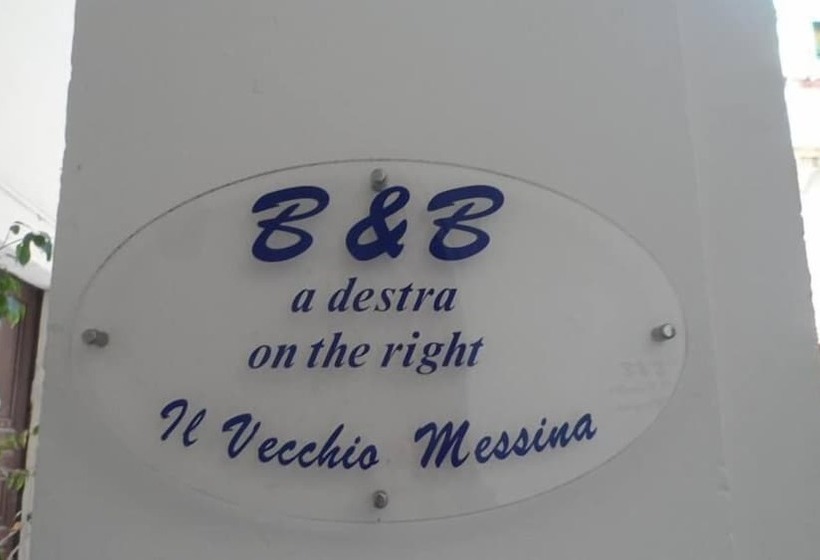 B & B
a destra
on the right
Il Vecchio Messina